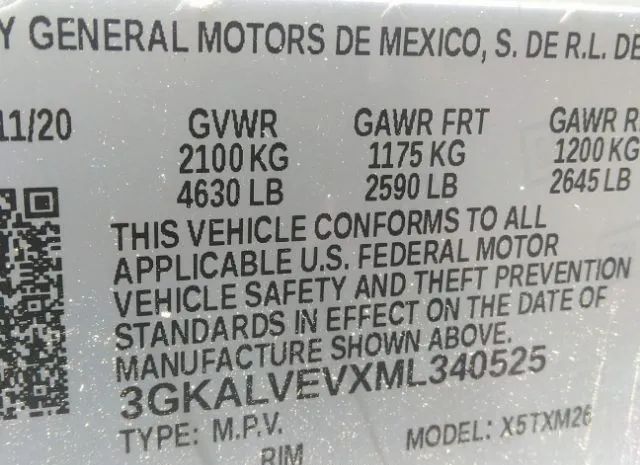 Y GENERAL MOTORS DE MEXICO, S. DE R.L. DE
11/20 GVWR GAWR FRT GAWR R
2100 KG 1175 KG 1200 KG
4630 LB 2590 LB 2645 LB
THIS VEHICLE CONFORMS TO ALL
APPLICABLE U.S. FEDERAL MOTOR
VEHICLE SAFETY AND THEFT PREVENTION
STANDARDS IN EFFECT ON THE DATE OF
MANUFACTURE SHOWN ABOVE.
3GKALVEVXML340525
TYPE: M.P.V. MODEL: X5TXM26
RIM